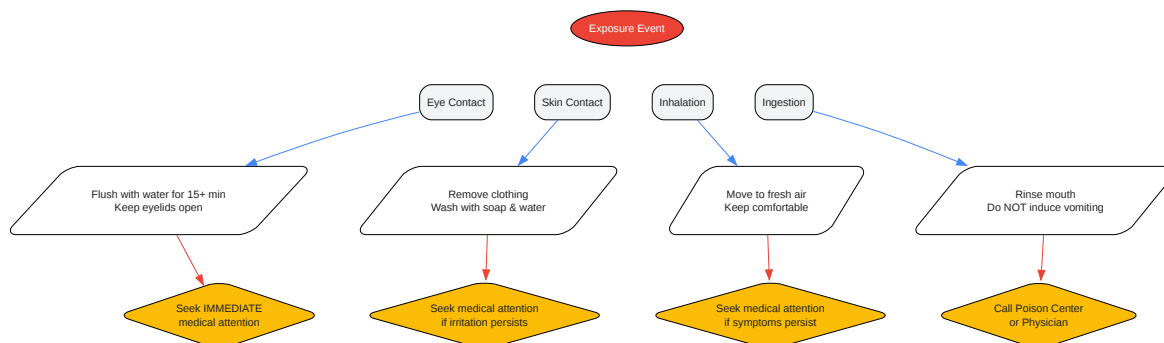 Exposure Event
Eye Contact
Skin Contact
Inhalation
Ingestion
Flush with water for 15+ min
Keep eyelids open
Remove clothing
Wash with soap & water
Move to fresh air
Keep comfortable
Rinse mouth
Do NOT induce vomiting
Seek IMMEDIATE
medical attention
Seek medical attention
if irritation persists
Seek medical attention
if symptoms persist
Call Poison Center
or Physician